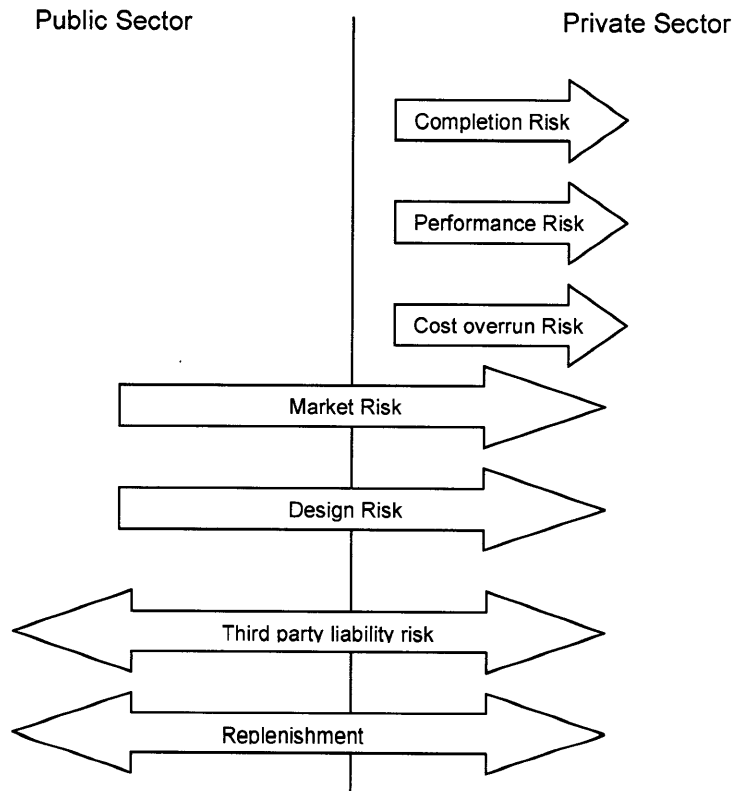 Public Sector
Private Sector
Completion Risk
Performance Risk
Cost overrun Risk
Market Risk
Design Risk
Third party liability risk
Replenishment